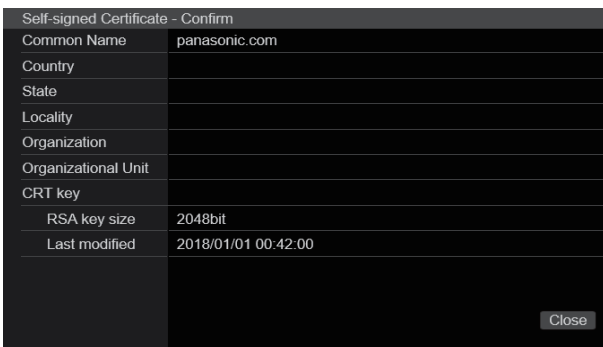 Self-signed Certificate - Confirm
Common Name panasonic.com
Country
State
Locality
Organization
Organizational Unit
CRT key
RSA key size 2048bit
Last modified 2018/01/01 00:42:00
Close